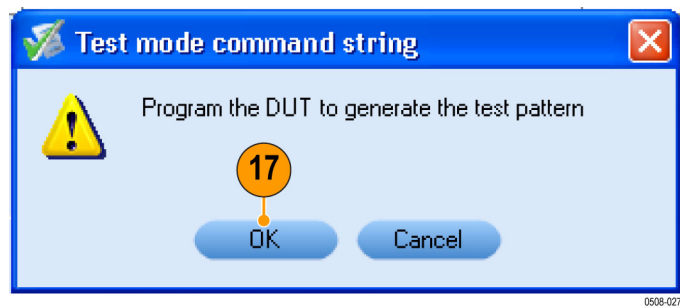 Test mode command string
Program the DUT to generate the test pattern
17
OK
Cancel
0508-027